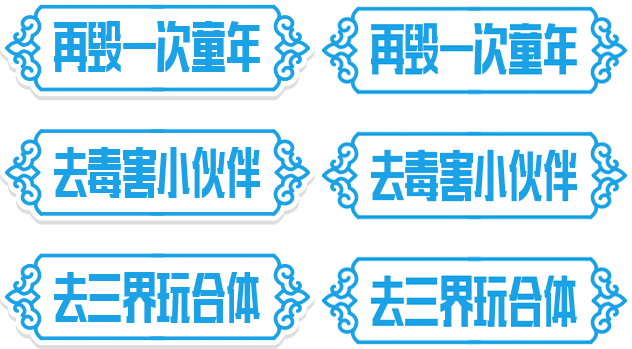 再毁一次童年 再毁一次童年
去毒害小伙伴 去毒害小伙伴
去三界玩合体 去三界玩合体